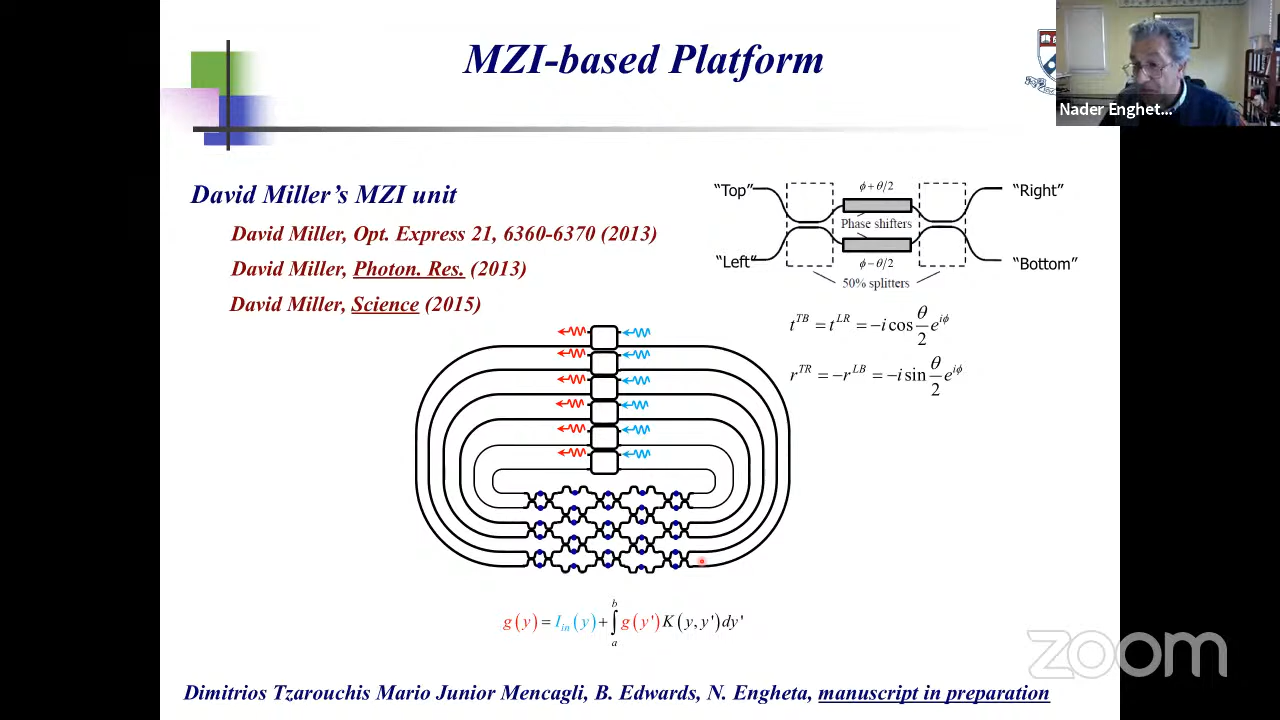 MZI-based Platform
Nader Enghet...
David Miller's MZI unit
David Miller, Opt. Express 21, 6360-6370 (2013)
David Miller, Photon. Res. (2013)
David Miller, Science (2015)
"Top"
ϕ + θ/2
"Right"
Phase shifters
"Left"
ϕ − θ/2
"Bottom"
50% splitters
t^{TB} = t^{LR} = −i cos θ/2 e^{iϕ}
r^{TR} = −r^{LB} = −i sin θ/2 e^{iϕ}
g(y) = I_{in}(y) + ∫_a^b g(y')K(y, y')dy'
zoom
Dimitrios Tzarouchis Mario Junior Mencagli, B. Edwards, N. Engheta, manuscript in preparation